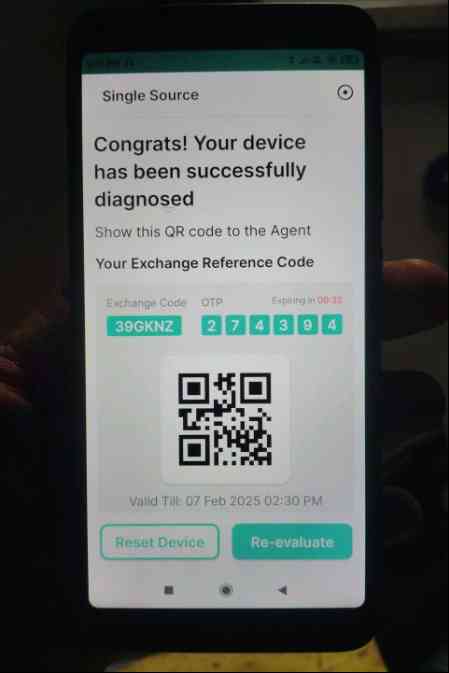 Single Source
Congrats! Your device
has been successfully
diagnosed
Show this QR code to the Agent
Your Exchange Reference Code
Exchange Code OTP Expiring in 09:32
39GKNZ 2 7 4 3 9 4
Valid Till: 07 Feb 2025 02:30 PM
Reset Device Re-evaluate